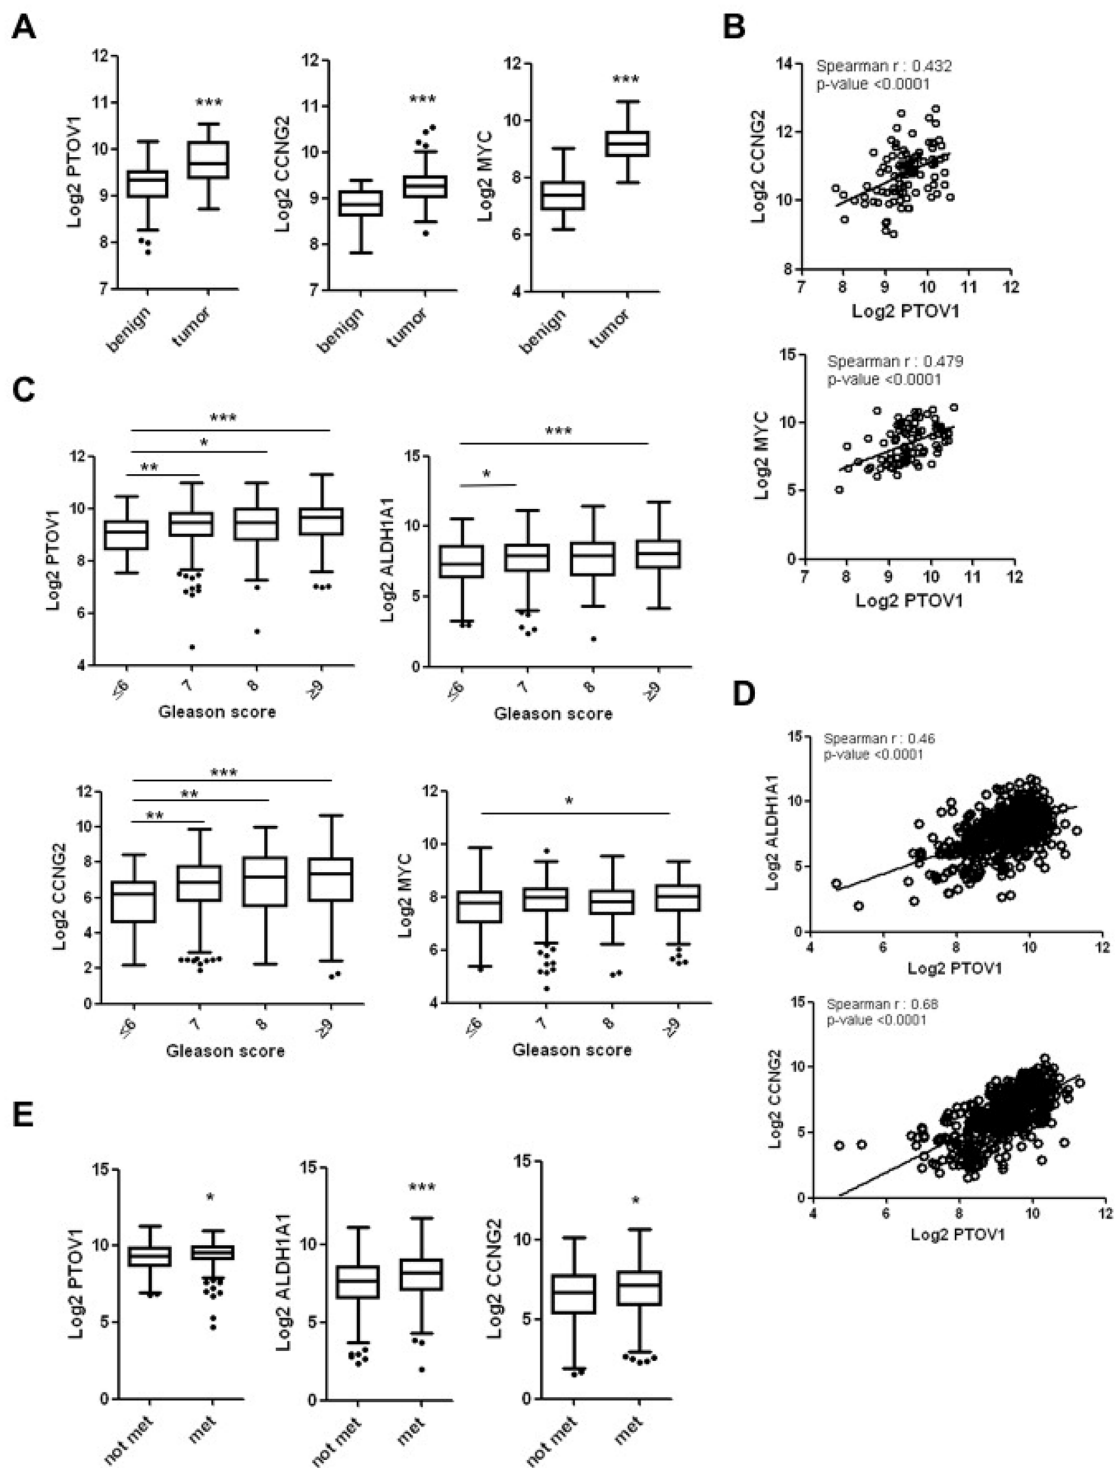 A
12
11
10
9
8
7
Log2 PTOV1
***
benign
tumor
12
11
10
9
8
7
Log2 CCNG2
***
benign
tumor
12
10
8
6
4
Log2 MYC
***
benign
tumor
B
14
12
10
8
Log2 CCNG2
Spearman r : 0.432
p-value <0.0001
7 8 9 10 11 12
Log2 PTOV1
15
10
5
0
Log2 MYC
Spearman r : 0.479
p-value <0.0001
7 8 9 10 11 12
Log2 PTOV1
C
***
*
**
12
10
8
6
4
Log2 PTOV1
≤6 7 8 ≥9
Gleason score
***
*
15
10
5
0
Log2 ALDH1A1
≤6 7 8 ≥9
Gleason score
***
**
**
12
10
8
6
4
2
0
Log2 CCNG2
≤6 7 8 ≥9
Gleason score
*
12
10
8
6
4
Log2 MYC
≤6 7 8 ≥9
Gleason score
D
15
10
5
0
Log2 ALDH1A1
Spearman r : 0.46
p-value <0.0001
4 6 8 10 12
Log2 PTOV1
15
10
5
0
Log2 CCNG2
Spearman r : 0.68
p-value <0.0001
4 6 8 10 12
Log2 PTOV1
E
15
10
5
0
Log2 PTOV1
*
not met
met
15
10
5
0
Log2 ALDH1A1
***
not met
met
15
10
5
0
Log2 CCNG2
*
not met
met